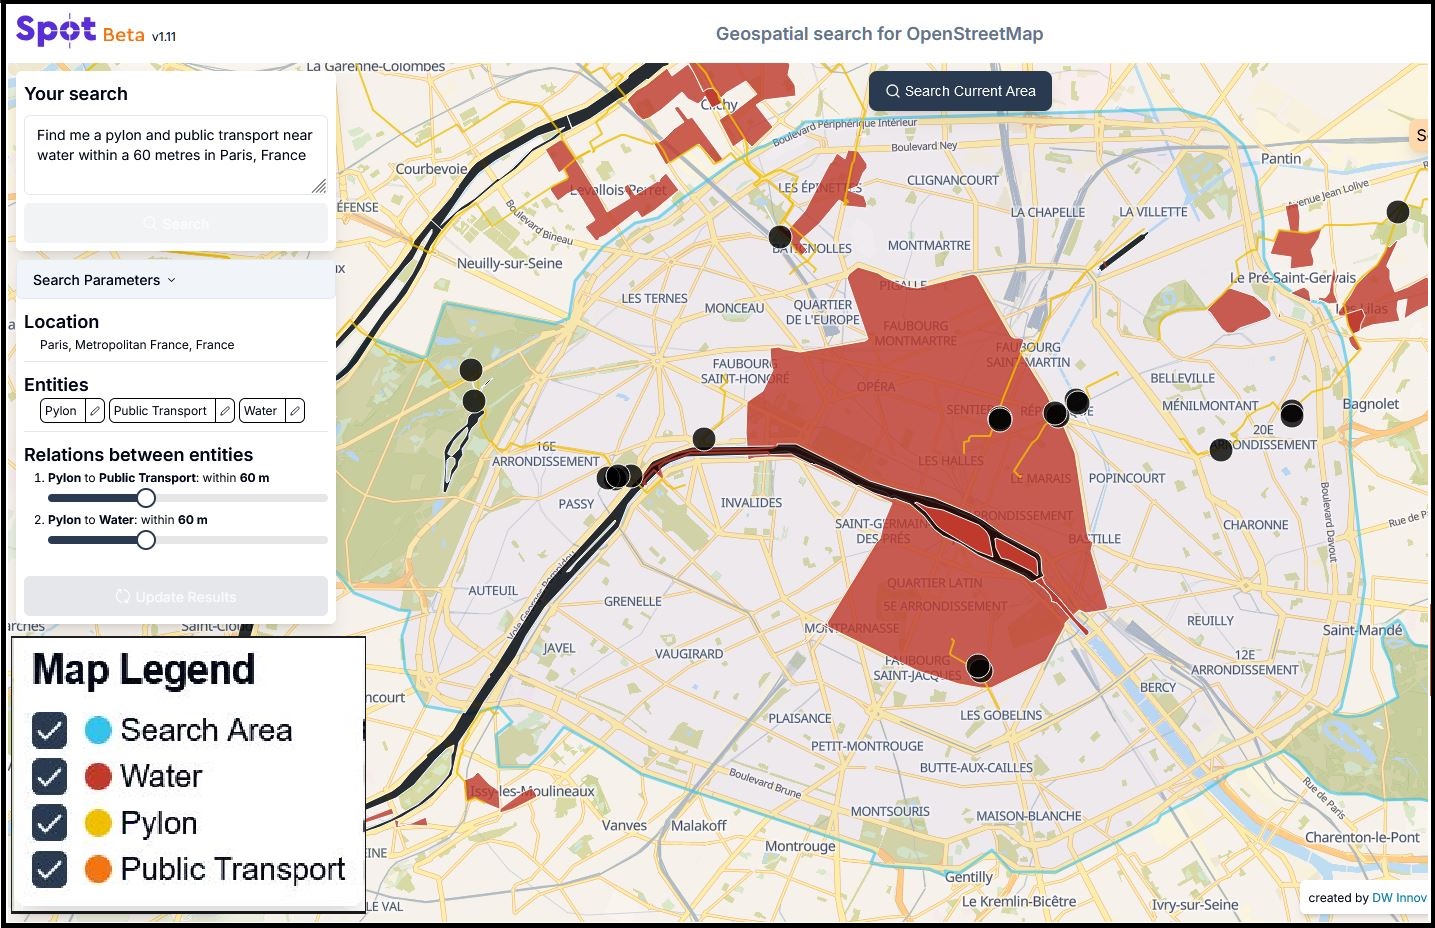 Spot Beta v1.11
Geospatial search for OpenStreetMap
Your search
Find me a pylon and public transport near
water within a 60 metres in Paris, France
Search
Search Parameters
Location
Paris, Metropolitan France, France
Entities
Pylon
Public Transport
Water
Relations between entities
1. Pylon to Public Transport: within 60 m
2. Pylon to Water: within 60 m
Update Results
Map Legend
Search Area
Water
Pylon
Public Transport
Search Current Area
La Garenne-Colombes
Clichy
Boulevard Périphérique Intérieur
Boulevard Ney
Pantin
Courbevoie
Levallois-Perret
LES ÉPINETTES
CLIGNANCOURT
Avenue Jean Lolive
ÉFENSE
Boulevard Bineau
LA CHAPELLE
LA VILLETTE
BATIGNOLLES
MONTMARTRE
Neuilly-sur-Seine
Le Pré-Saint-Gervais
PIGALLE
LES TERNES
MONCEAU
QUARTIER
DE L'EUROPE
Les Lilas
FAUBOURG
MONTMARTRE
FAUBOURG
SAINT-MARTIN
FAUBOURG
SAINT-HONORÉ
OPÉRA
BELLEVILLE
SENTIER
MÉNILMONTANT
Bagnolet
20E
ARRONDISSEMENT
16E
ARRONDISSEMENT
LES HALLES
LE MARAIS
POPINCOURT
PASSY
INVALIDES
Boulevard Davout
Rue de P
SAINT-GERMAIN
DES PRÉS
ARRONDISSEMENT
BASTILLE
CHARONNE
AUTEUIL
GRENELLE
Voie Georges Pompidou
QUARTIER LATIN
5E ARRONDISSEMENT
Saint-Cloud
MONTPARNASSE
REUILLY
Saint-Mandé
JAVEL
VAUGIRARD
FAUBOURG
SAINT-JACQUES
12E
ARRONDISSEMENT
ncourt
BERCY
PLAISANCE
LES GOBELINS
PETIT-MONTROUGE
BUTTE-AUX-CAILLES
Issy-les-Moulineaux
Boulevard Brune
Rue de Paris
MONTSOURIS
MAISON-BLANCHE
Vanves
Malakoff
Montrouge
Charenton-le-Pont
INE
Gentilly
LE VAL
Le Kremlin-Bicêtre
Ivry-sur-Seine
created by DW Innov